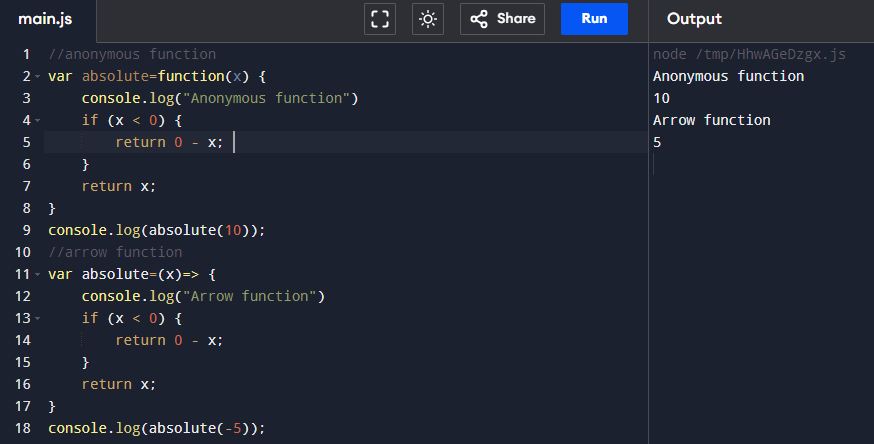 main.js Share Run Output
1 //anonymous function
2 var absolute=function(x) {
3     console.log("Anonymous function")
4     if (x < 0) {
5         return 0 - x;
6     }
7     return x;
8 }
9 console.log(absolute(10));
10 //arrow function
11 var absolute=(x)=> {
12     console.log("Arrow function")
13     if (x < 0) {
14         return 0 - x;
15     }
16     return x;
17 }
18 console.log(absolute(-5));
node /tmp/HhwAGeDzgx.js
Anonymous function
10
Arrow function
5